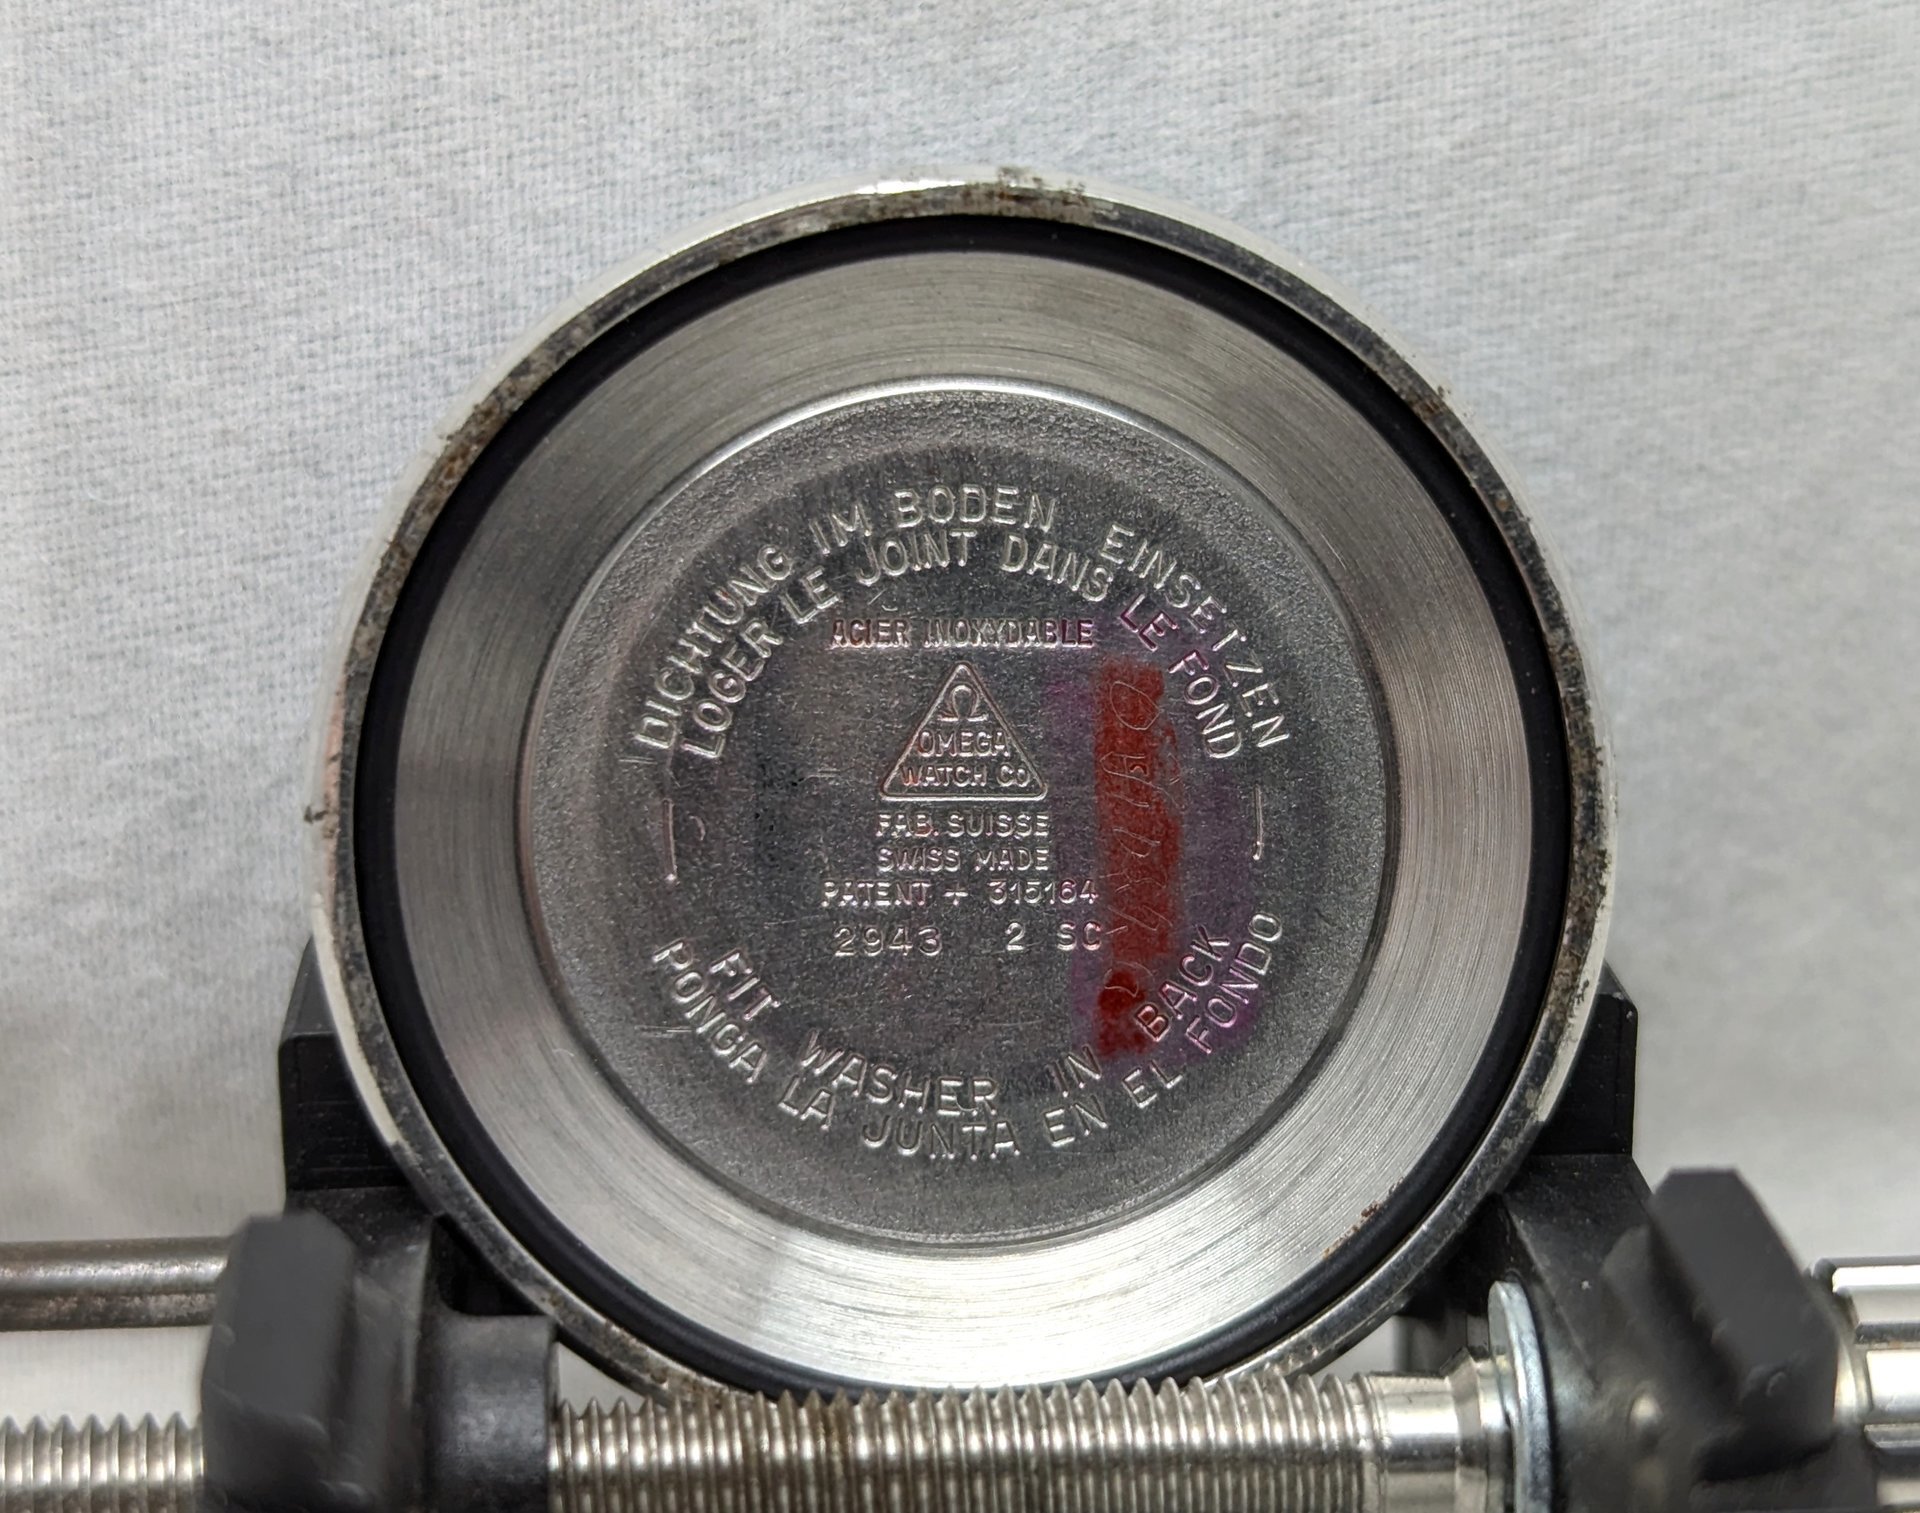 DICHTUNG IM BODEN EINSETZEN
LOGER LE JOINT DANS LE FOND
ACIER INOXYDABLE
Ω
OMEGA
WATCH Co
FAB. SUISSE
SWISS MADE
PATENT + 315164
2943 2 SC
FIT WASHER IN BACK
PONGA LA JUNTA EN EL FONDO